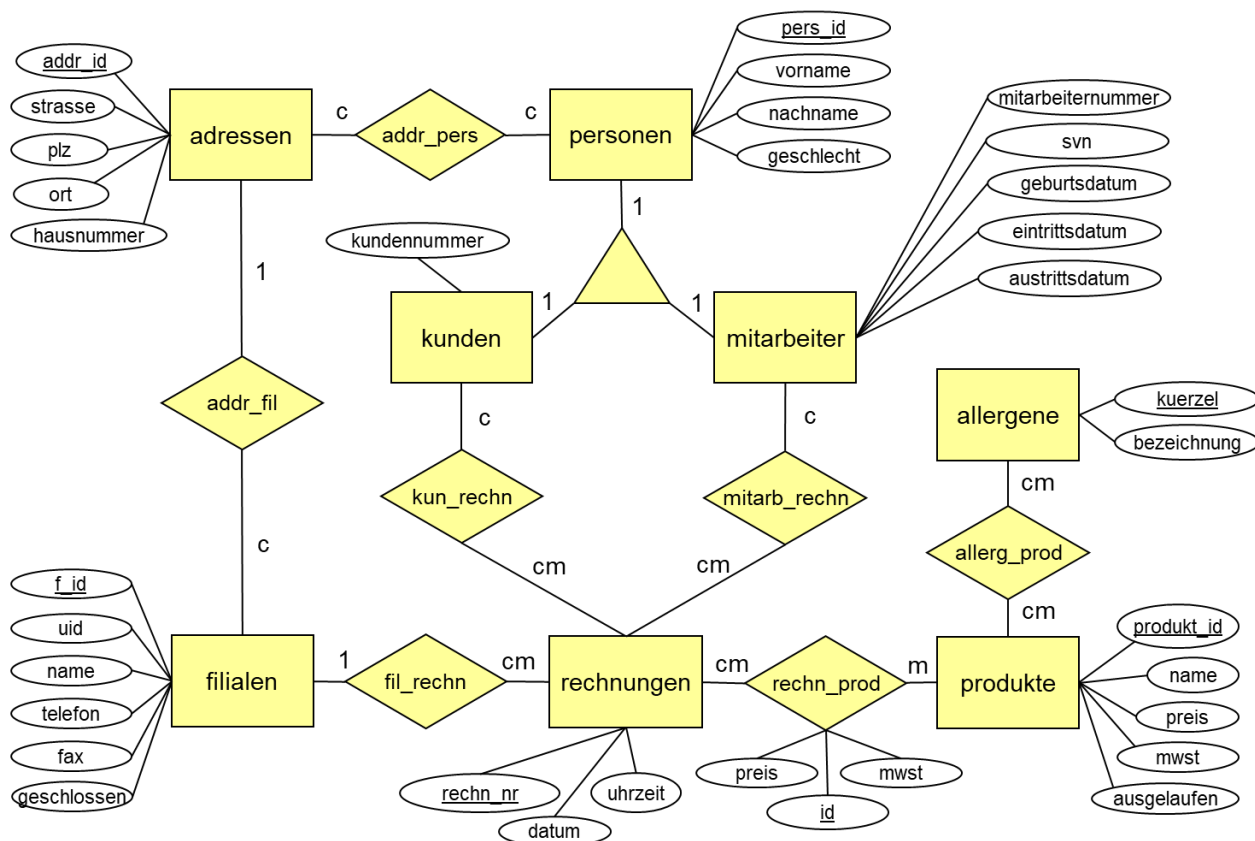 pers_id
addr_id
vorname
mitarbeiternummer
strasse
adressen
c
addr_pers
c
personen
nachname
svn
plz
geschlecht
geburtsdatum
ort
hausnummer
1
kundennummer
eintrittsdatum
1
austrittsdatum
1
1
kunden
mitarbeiter
addr_fil
c
c
allergene
kuerzel
bezeichnung
cm
kun_rechn
mitarb_rechn
c
allerg_prod
cm
cm
cm
f_id
uid
name
telefon
fax
geschlossen
filialen
1
fil_rechn
cm
rechnungen
cm
rechn_prod
m
produkte
produkt_id
name
preis
mwst
ausgelaufen
rechn_nr
datum
uhrzeit
preis
id
mwst